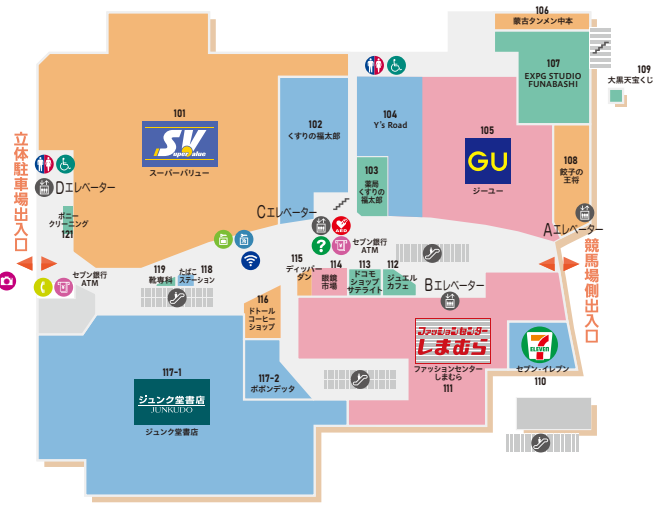 106
蒙古タンメン中本
107
EXPG STUDIO
FUNABASHI
109
大黒天宝くじ
101
SV
Super Value
スーパーバリュー
102
くすりの福太郎
104
Y's Road
103
薬局
くすりの
福太郎
105
GU
ジーユー
108
餃子の
王将
立体駐車場出入口
Dエレベーター
ポニー
クリーニング
121
Cエレベーター
AED
?
セブン銀行
ATM
Aエレベーター
競馬場側出入口
セブン銀行
ATM
119
靴専科
118
たばこ
ステーション
115
ディッパー
ダン
114
眼鏡
市場
113
ドコモ
ショップ
サテライト
112
ジュエル
カフェ
Bエレベーター
116
ドトール
コーヒー
ショップ
117-2
ポポンデッタ
117-1
ジュンク堂書店
JUNKUDO
ジュンク堂書店
ファッションセンター
しまむら
ファッションセンター
しまむら
111
7
ELEVEN
セブン-イレブン
110